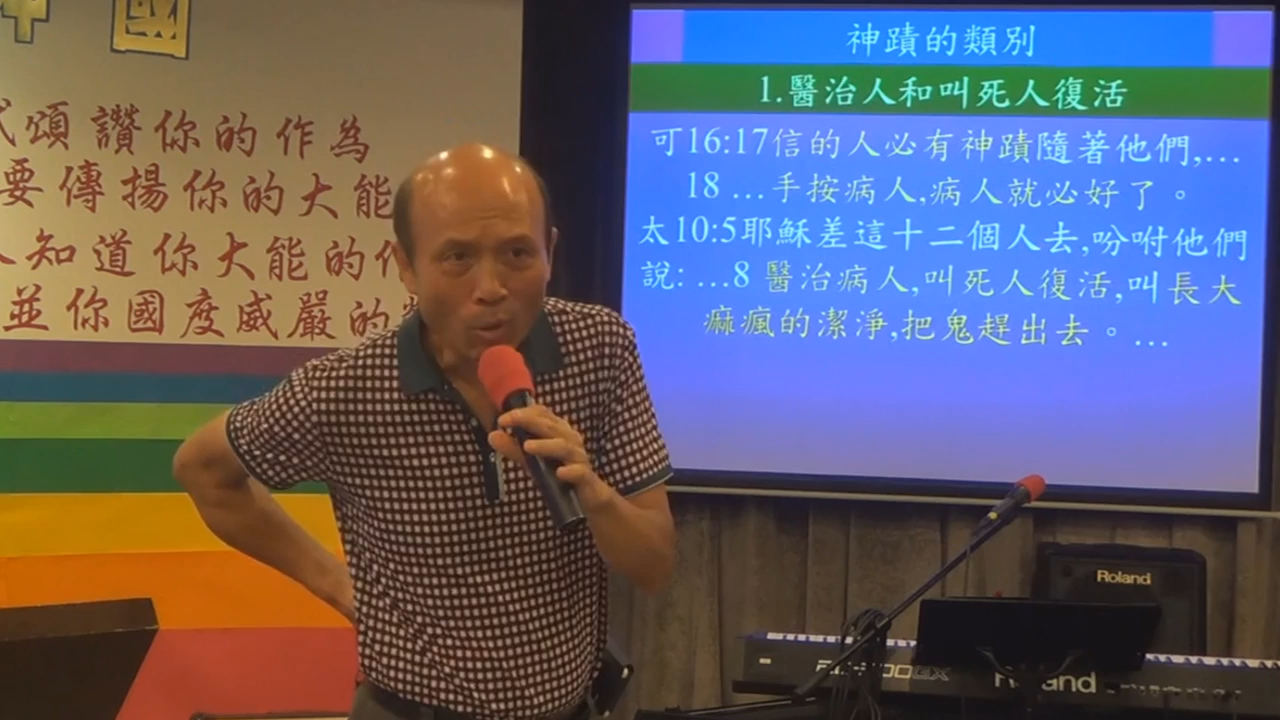 神國
頌讚你的作為
要傳揚你的大能
人知道你大能的作
並你國度威嚴的
神蹟的類別
1.醫治人和叫死人復活
可16:17信的人必有神蹟隨著他們,…
18 …手按病人,病人就必好了。
太10:5耶穌差這十二個人去,吩咐他們
說: …8 醫治病人,叫死人復活,叫長大
痲瘋的潔淨,把鬼趕出去。…
Roland
Roland